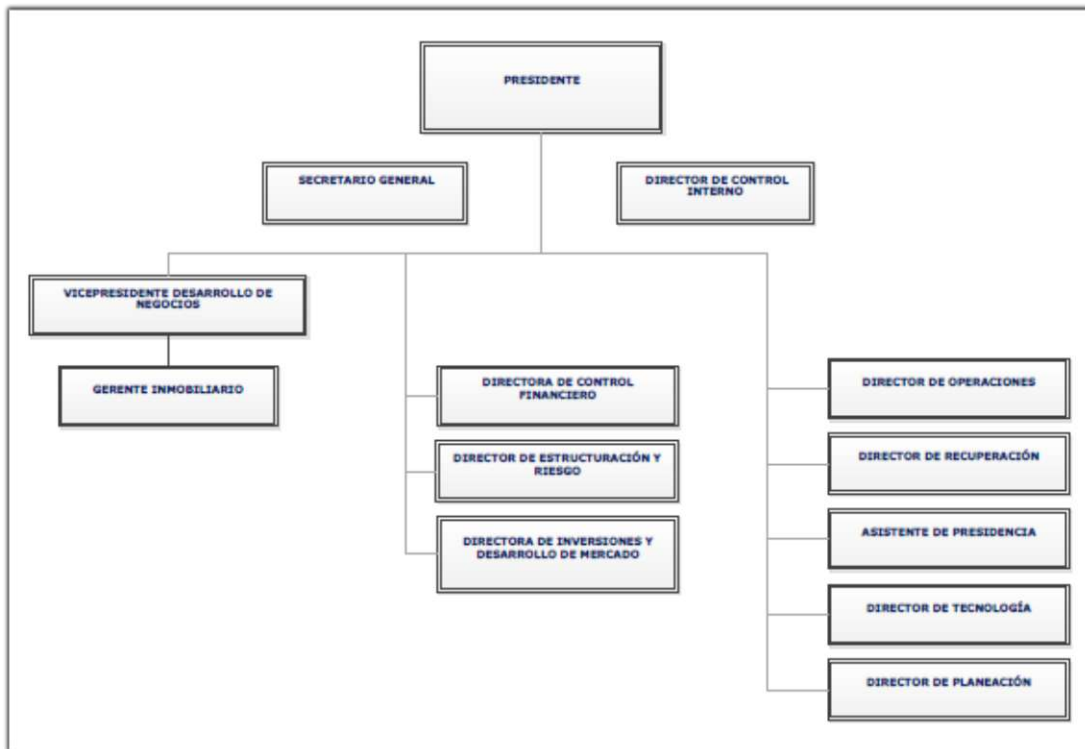 PRESIDENTE
SECRETARIO GENERAL
DIRECTOR DE CONTROL
INTERNO
VICEPRESIDENTE DESARROLLO DE
NEGOCIOS
GERENTE INMOBILIARIO
DIRECTORA DE CONTROL
FINANCIERO
DIRECTOR DE ESTRUCTURACIÓN Y
RIESGO
DIRECTORA DE INVERSIONES Y
DESARROLLO DE MERCADO
DIRECTOR DE OPERACIONES
DIRECTOR DE RECUPERACIÓN
ASISTENTE DE PRESIDENCIA
DIRECTOR DE TECNOLOGÍA
DIRECTOR DE PLANEACIÓN